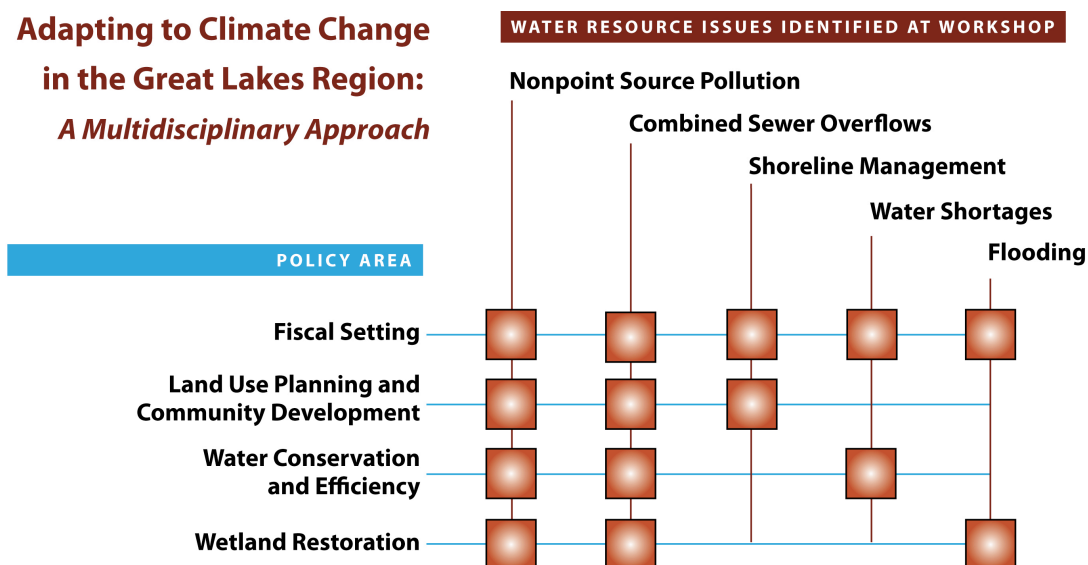 Adapting to Climate Change
in the Great Lakes Region:
A Multidisciplinary Approach
WATER RESOURCE ISSUES IDENTIFIED AT WORKSHOP
Nonpoint Source Pollution
Combined Sewer Overflows
Shoreline Management
Water Shortages
Flooding
POLICY AREA
Fiscal Setting
Land Use Planning and
Community Development
Water Conservation
and Efficiency
Wetland Restoration